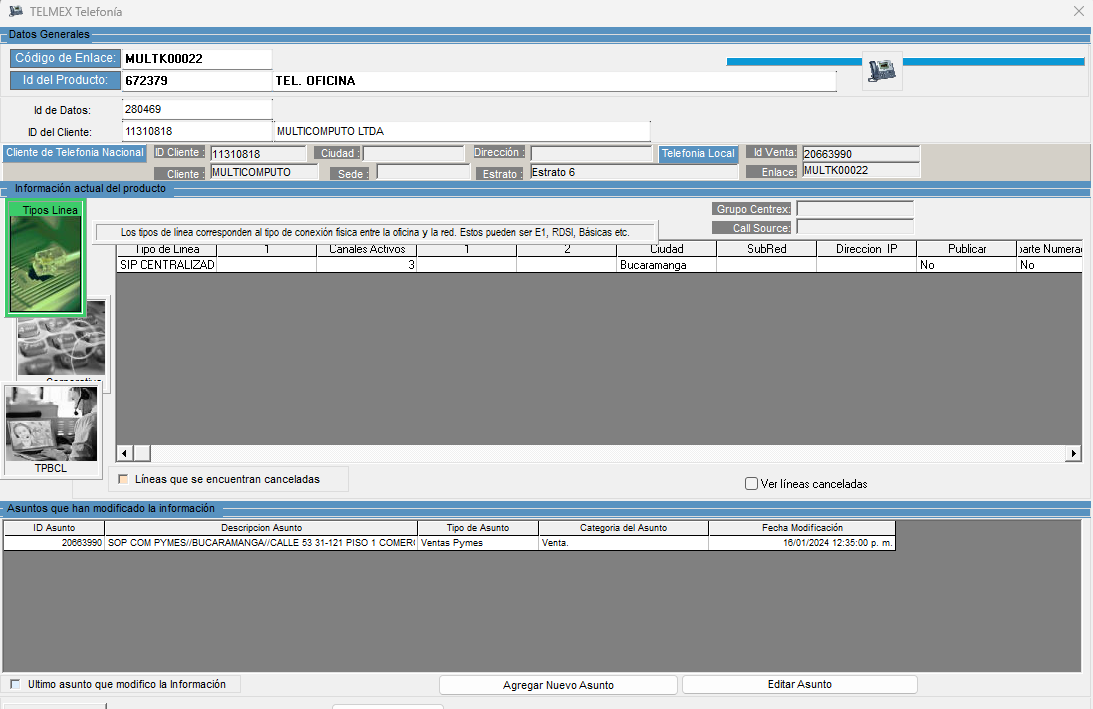 TELMEX Telefonía
Datos Generales
Código de Enlace: MULTK00022
Id del Producto: 672379 TEL. OFICINA
Id de Datos: 280469
ID del Cliente: 11310818 MULTICOMPUTO LTDA
Cliente de Telefonia Nacional ID Cliente : 11310818 Ciudad : Dirección : Telefonia Local Id Venta: 20663990
Cliente : MULTICOMPUTO Sede : Estrato : Estrato 6 Enlace: MULTK00022
Información actual del producto
Tipos Linea
Grupo Centrex:
Call Source:
Los tipos de línea corresponden al tipo de conexión fisica entre la oficina y la red. Estos pueden ser E1, RDSI, Básicas etc.
Tipo de Linea 1 Canales Activos 1 2 Ciudad SubRed Direccion IP Publicar parte Numerac
SIP CENTRALIZAD 3 Bucaramanga No No
Corporativo
TPBCL
Líneas que se encuentran canceladas
Ver líneas canceladas
Asuntos que han modificado la información
ID Asunto Descripcion Asunto Tipo de Asunto Categoria del Asunto Fecha Modificación
20663990 SOP COM PYMES//BUCARAMANGA//CALLE 53 31-121 PISO 1 COMERC Ventas Pymes Venta. 16/01/2024 12:35:00 p. m.
Ultimo asunto que modifico la Información
Agregar Nuevo Asunto
Editar Asunto